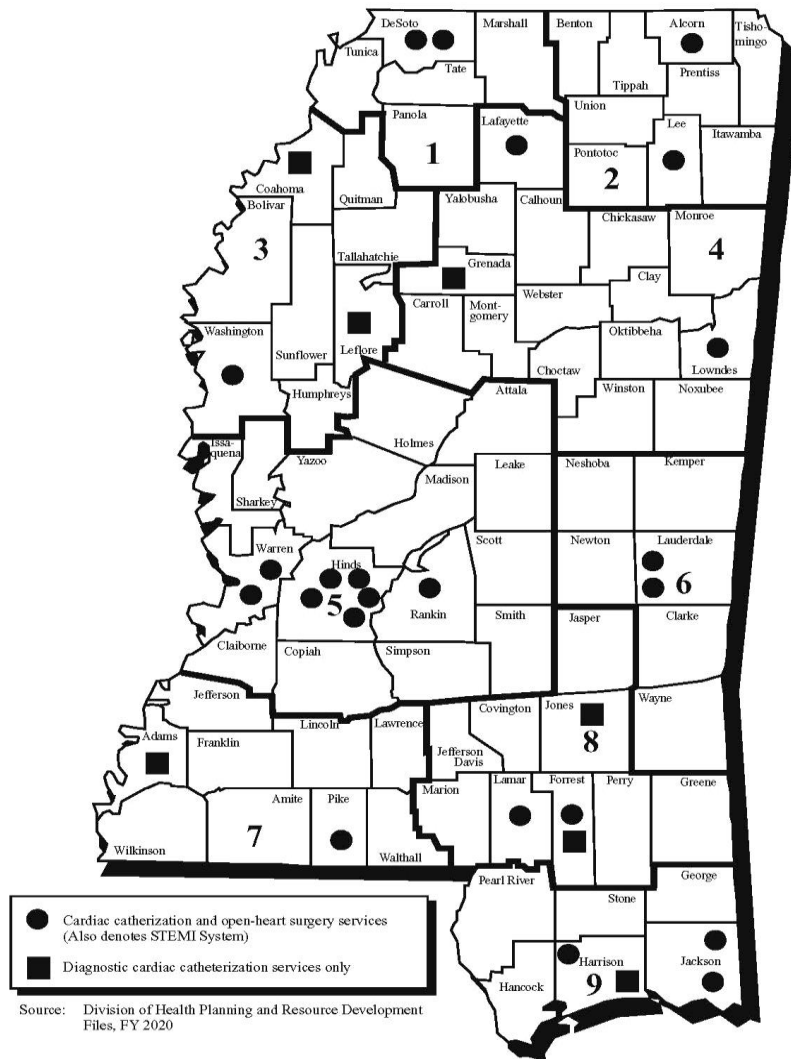 DeSoto
Marshall
Benton
Alcorn
Tisho-
mingo
Tunica
Tate
Tippah
Prentiss
Panola
Lafayette
Union
Lee
Itawamba
1
Pontotoc
2
Coahoma
Quitman
Bolivar
Yalobusha
Calhoun
Chickasaw
Monroe
3
4
Tallahatchie
Grenada
Clay
Carroll
Mont-
gomery
Webster
Washington
Sunflower
Leflore
Oktibbeha
Lowndes
Choctaw
Humphreys
Attala
Winston
Noxubee
Issa-
quena
Holmes
Yazoo
Leake
Neshoba
Kemper
Madison
Sharkey
Warren
Hinds
Scott
Newton
Lauderdale
5
Rankin
6
Smith
Jasper
Clarke
Claiborne
Copiah
Simpson
Jefferson
Lincoln
Lawrence
Covington
Jones
Wayne
Adams
Franklin
Jefferson
Davis
8
Marion
Lamar
Forrest
Perry
Greene
Amite
Pike
7
Wilkinson
Walthall
Pearl River
George
Stone
Cardiac catherization and open-heart surgery services
(Also denotes STEMI System)
Diagnostic cardiac catheterization services only
Hancock
Harrison
9
Jackson
Source: Division of Health Planning and Resource Development
Files, FY 2020